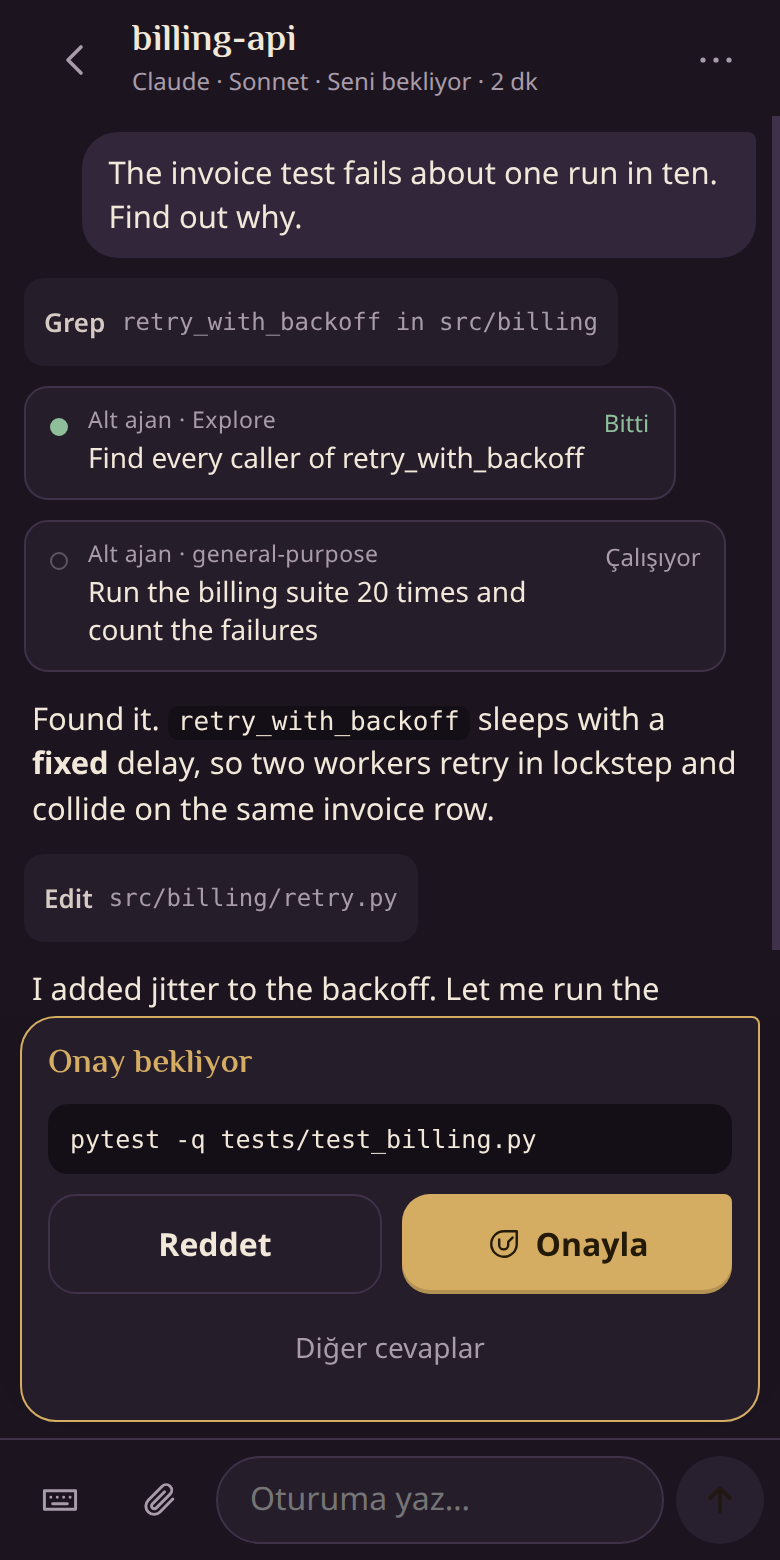 billing-api
Claude · Sonnet · Seni bekliyor · 2 dk
The invoice test fails about one run in ten.
Find out why.
Grep retry_with_backoff in src/billing
Alt ajan · Explore
Bitti
Find every caller of retry_with_backoff
Alt ajan · general-purpose
Çalışıyor
Run the billing suite 20 times and
count the failures
Found it. retry_with_backoff sleeps with a
fixed delay, so two workers retry in lockstep and
collide on the same invoice row.
Edit src/billing/retry.py
I added jitter to the backoff. Let me run the
Onay bekliyor
pytest -q tests/test_billing.py
Reddet
Onayla
Diğer cevaplar
Oturuma yaz...